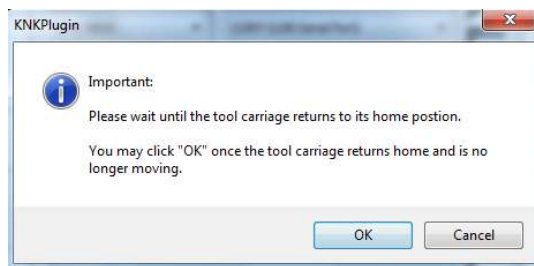 KNKPlugin
Important:
Please wait until the tool carriage returns to its home postion.
You may click "OK" once the tool carriage returns home and is no
longer moving.
OK
Cancel